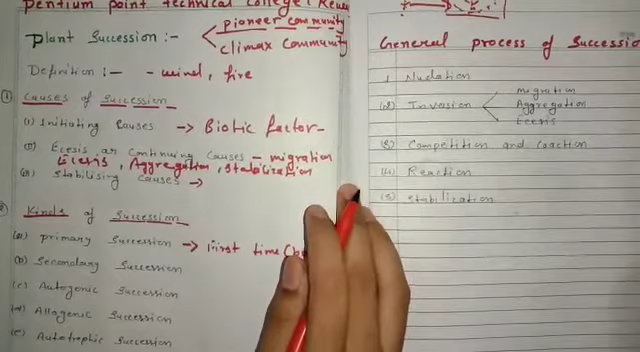 Pentium point technical College, Rewa
Plant Succession :-
pioneer community
climax Community
Definition :- - wind, fire
(1) Causes of Succession
(i) Initiating Causes → Biotic factor-
(ii) Ecesis or Continuing Causes - migration
Ecesis, Aggregation, Stabilization
(iii) Stabilising Causes →
Kinds of Succession
(a) primary Succession → First time
(b) Secondary Succession
(c) Autogenic Succession
(d) Allogenic Succession
(e) Autotrophic Succession
General process of Successio
1 Nudation
(2) Invasion
migration
Aggregation
Ecesis
(3) Competition and Coaction
(4) Reaction
(5) Stabilization